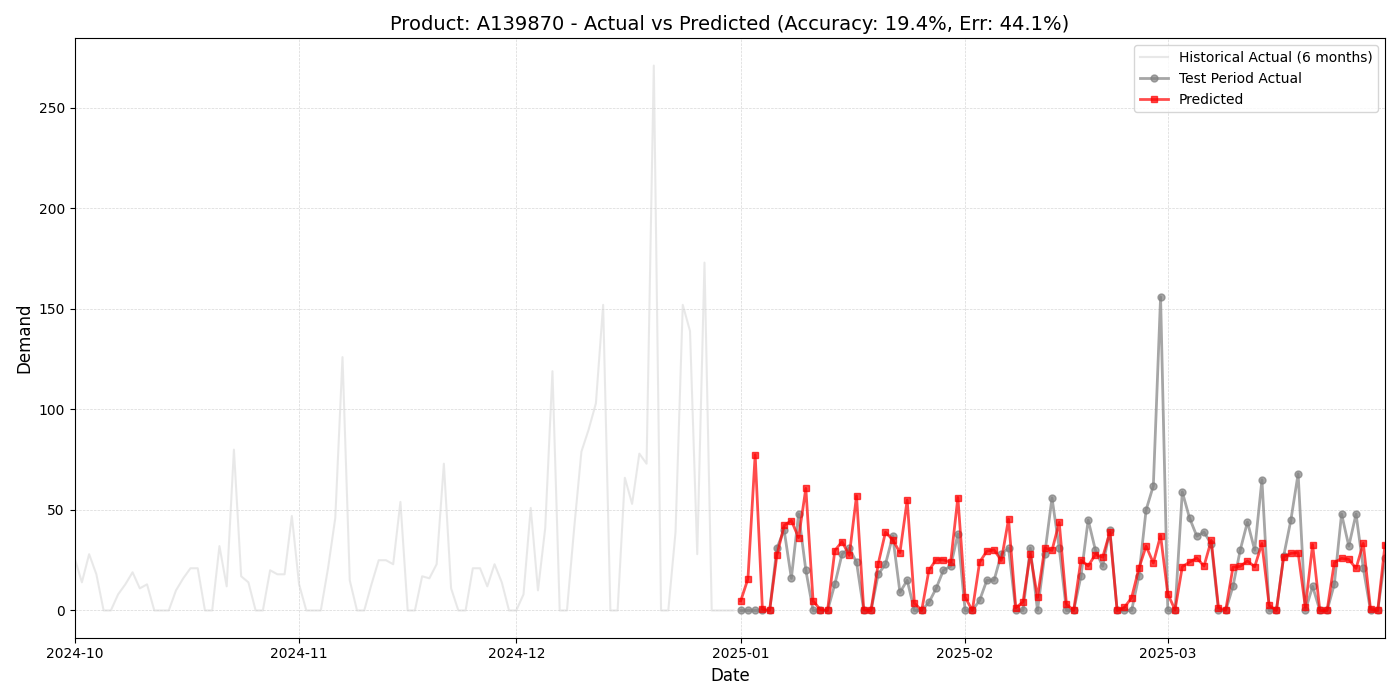 Product: A139870 - Actual vs Predicted (Accuracy: 19.4%, Err: 44.1%)
Historical Actual (6 months)
Test Period Actual
Predicted
Demand
250
200
150
100
50
0
2024-10
2024-11
2024-12
2025-01
2025-02
2025-03
Date